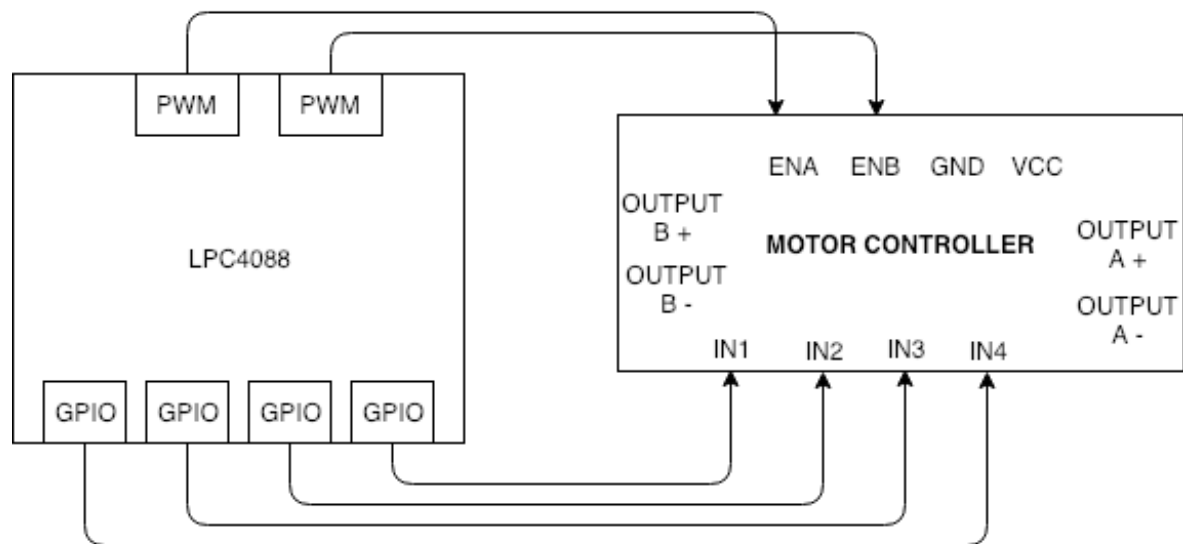 PWM
PWM
LPC4088
GPIO
GPIO
GPIO
GPIO
ENA
ENB
GND
VCC
OUTPUT
B +
OUTPUT
B -
MOTOR CONTROLLER
OUTPUT
A +
OUTPUT
A -
IN1
IN2
IN3
IN4